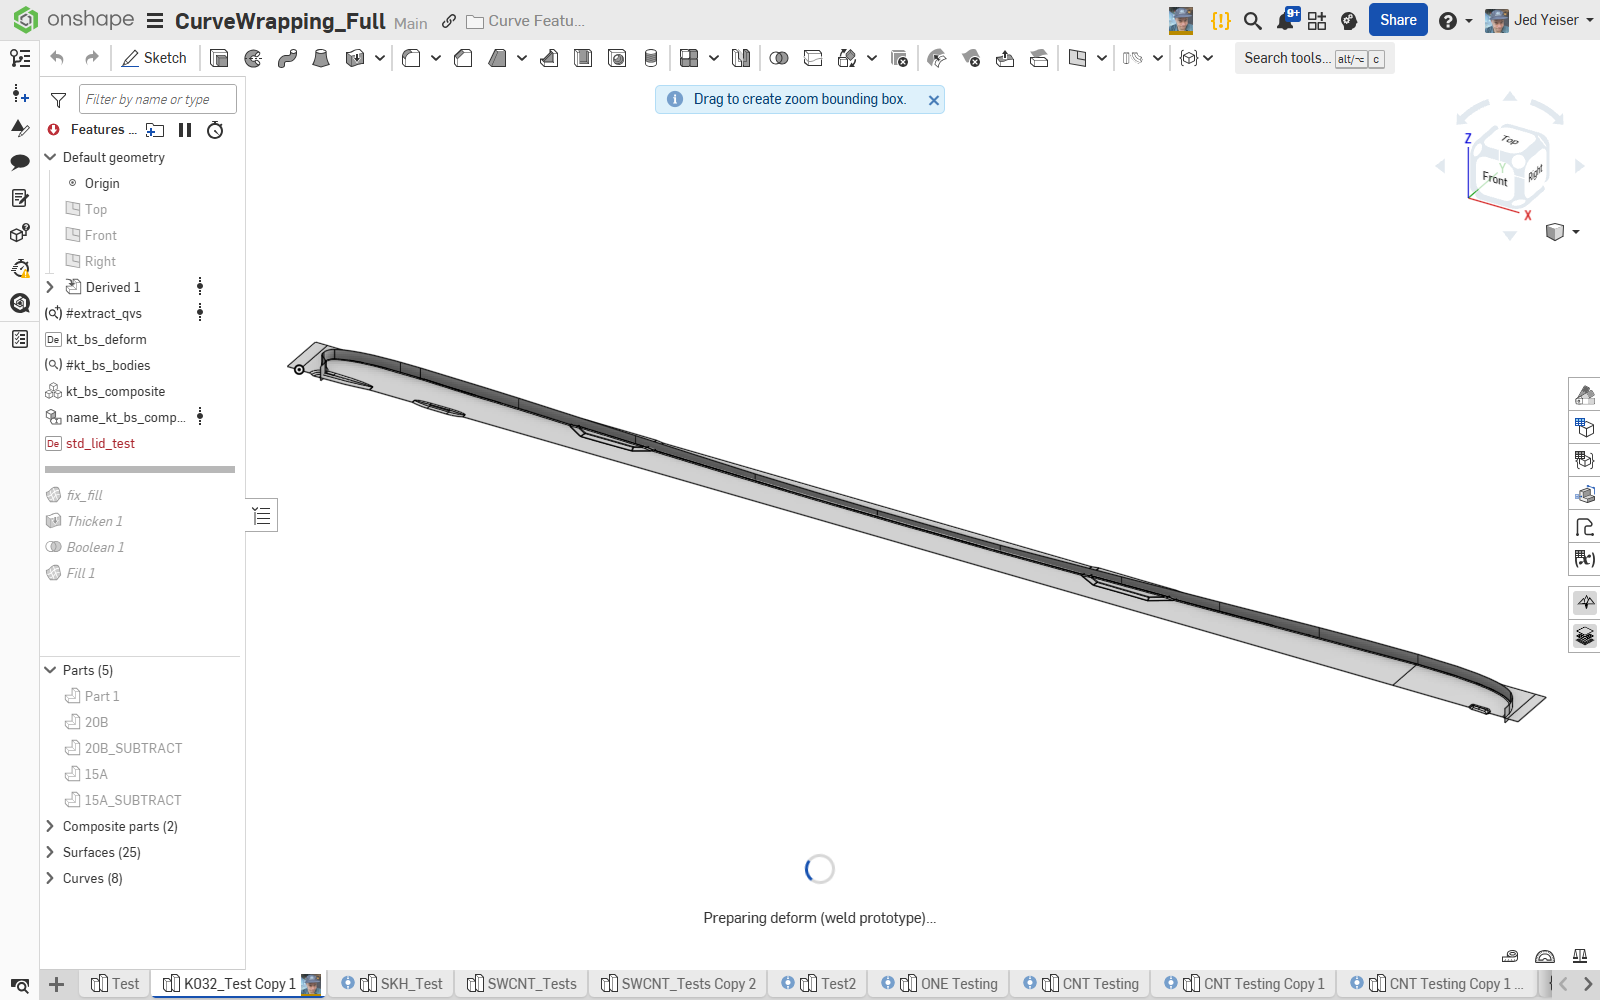 onshape CurveWrapping_Full Main Curve Featu... 9+ Share Jed Yeiser
Sketch Search tools... alt/⌥ c
Filter by name or type
Drag to create zoom bounding box.
Features ...
Default geometry
Origin
Top
Front
Right
Derived 1
#extract_qvs
De kt_bs_deform
#kt_bs_bodies
kt_bs_composite
name_kt_bs_comp...
De std_lid_test
fix_fill
Thicken 1
Boolean 1
Fill 1
Parts (5)
Part 1
20B
20B_SUBTRACT
15A
15A_SUBTRACT
Composite parts (2)
Surfaces (25)
Curves (8)
Z
Top
Y
Front
Right
X
Preparing deform (weld prototype)...
Test K032_Test Copy 1 SKH_Test SWCNT_Tests SWCNT_Tests Copy 2 Test2 ONE Testing CNT Testing CNT Testing Copy 1 CNT Testing Copy 1 ...